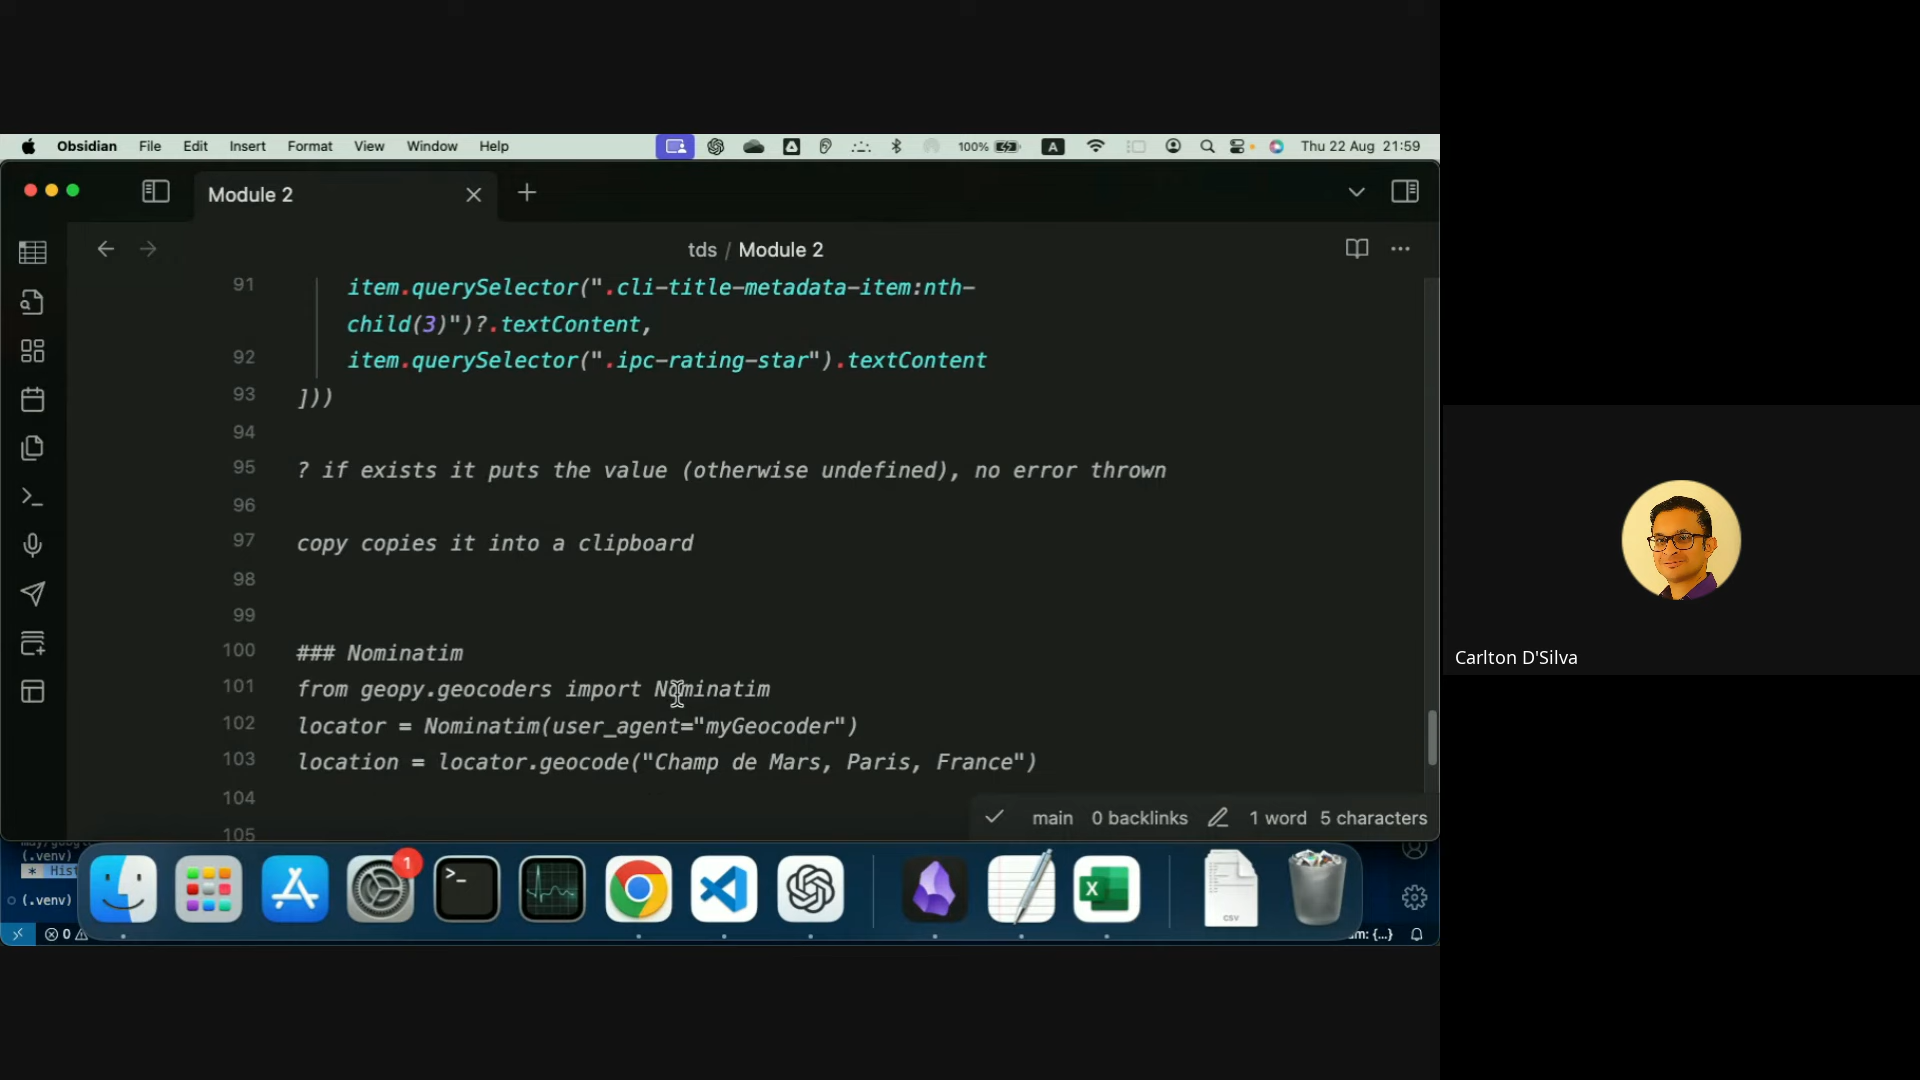 Obsidian File Edit Insert Format View Window Help 100% A Thu 22 Aug 21:59
Module 2
tds / Module 2
91 item.querySelector(".cli-title-metadata-item:nth-
child(3)")?.textContent,
92 item.querySelector(".ipc-rating-star").textContent
93 ]))
94
95 ? if exists it puts the value (otherwise undefined), no error thrown
96
97 copy copies it into a clipboard
98
99
100 ### Nominatim
101 from geopy.geocoders import Nominatim
102 locator = Nominatim(user_agent="myGeocoder")
103 location = locator.geocode("Champ de Mars, Paris, France")
104
105
main 0 backlinks 1 word 5 characters
Carlton D'Silva
(.venv)
* Hist
(.venv)
1
CSV
0
{...}